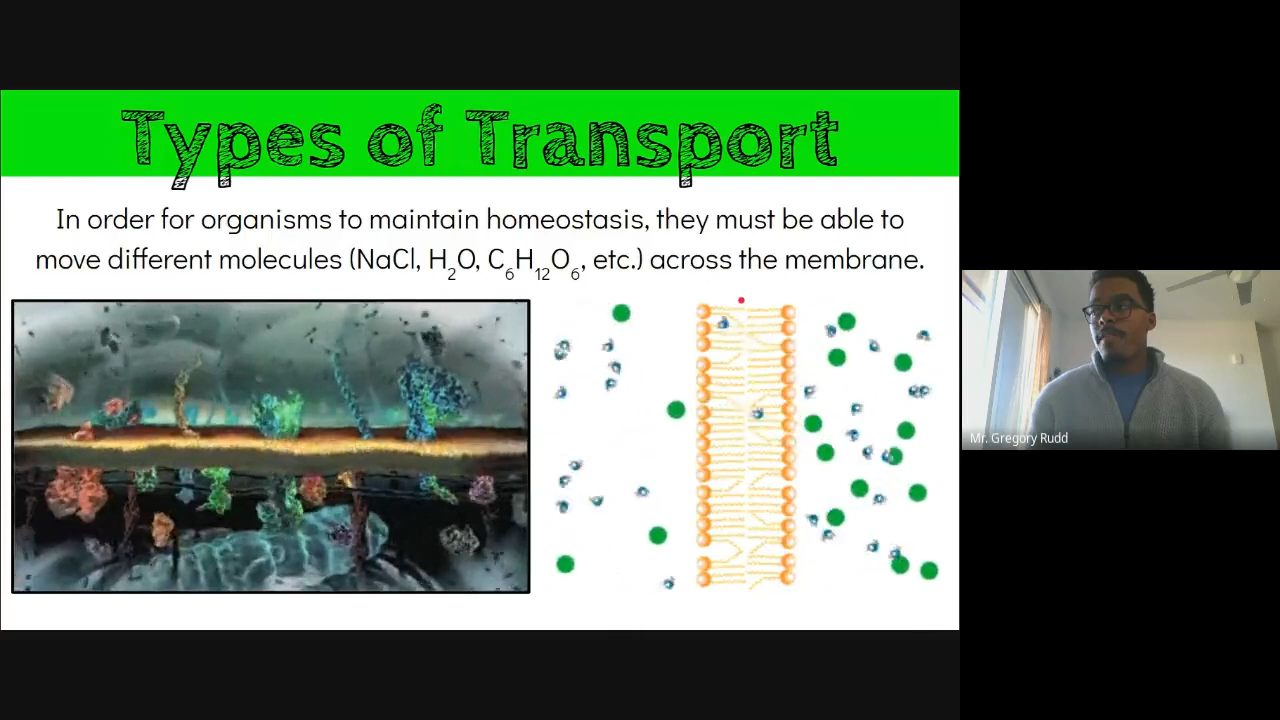 Types of Transport
In order for organisms to maintain homeostasis, they must be able to
move different molecules (NaCl, H₂O, C₆H₁₂O₆, etc.) across the membrane.
Mr. Gregory Rudd